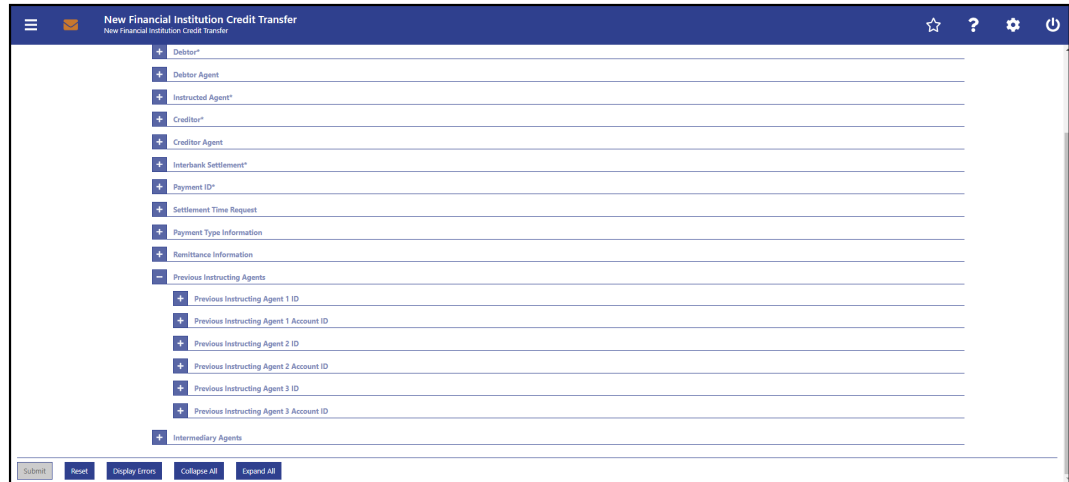 New Financial Institution Credit Transfer
New Financial Institution Credit Transfer
Debtor*
Debtor Agent
Instructed Agent*
Creditor*
Creditor Agent
Interbank Settlement*
Payment ID*
Settlement Time Request
Payment Type Information
Remittance Information
Previous Instructing Agents
Previous Instructing Agent 1 ID
Previous Instructing Agent 1 Account ID
Previous Instructing Agent 2 ID
Previous Instructing Agent 2 Account ID
Previous Instructing Agent 3 ID
Previous Instructing Agent 3 Account ID
Intermediary Agents
Submit Reset Display Errors Collapse All Expand All